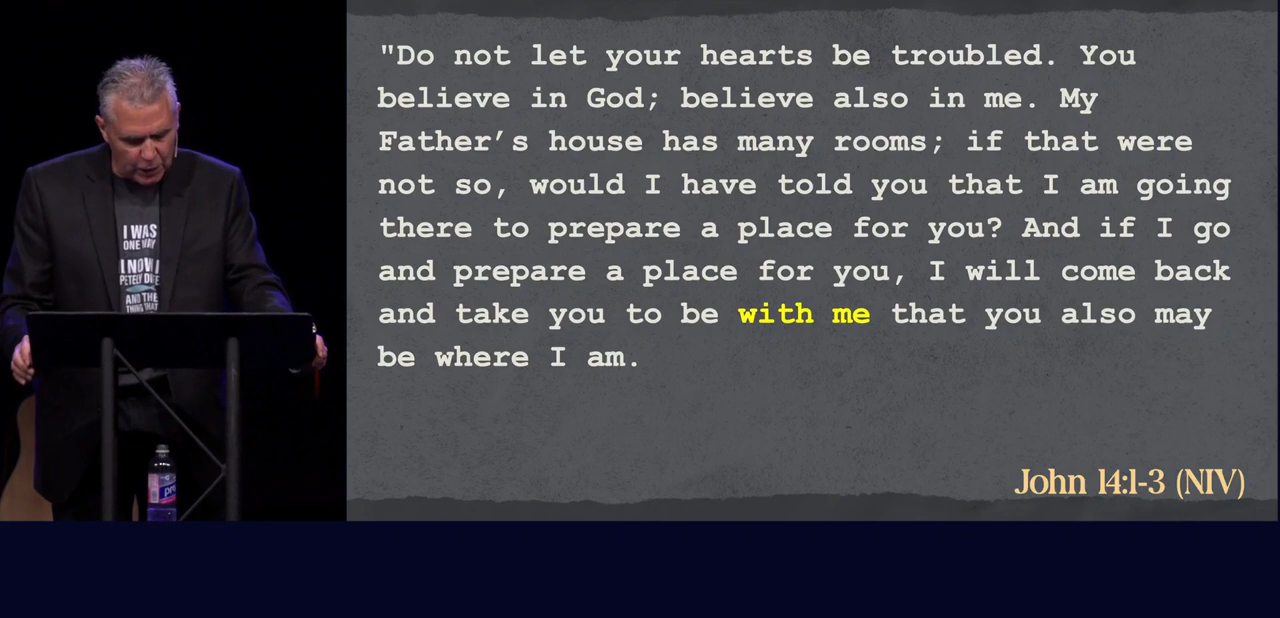 "Do not let your hearts be troubled. You
believe in God; believe also in me. My
Father’s house has many rooms; if that were
not so, would I have told you that I am going
there to prepare a place for you? And if I go
and prepare a place for you, I will come back
and take you to be with me that you also may
be where I am.
John 14:1-3 (NIV)
I WAS
ONE WAY
AND THE
THING THAT